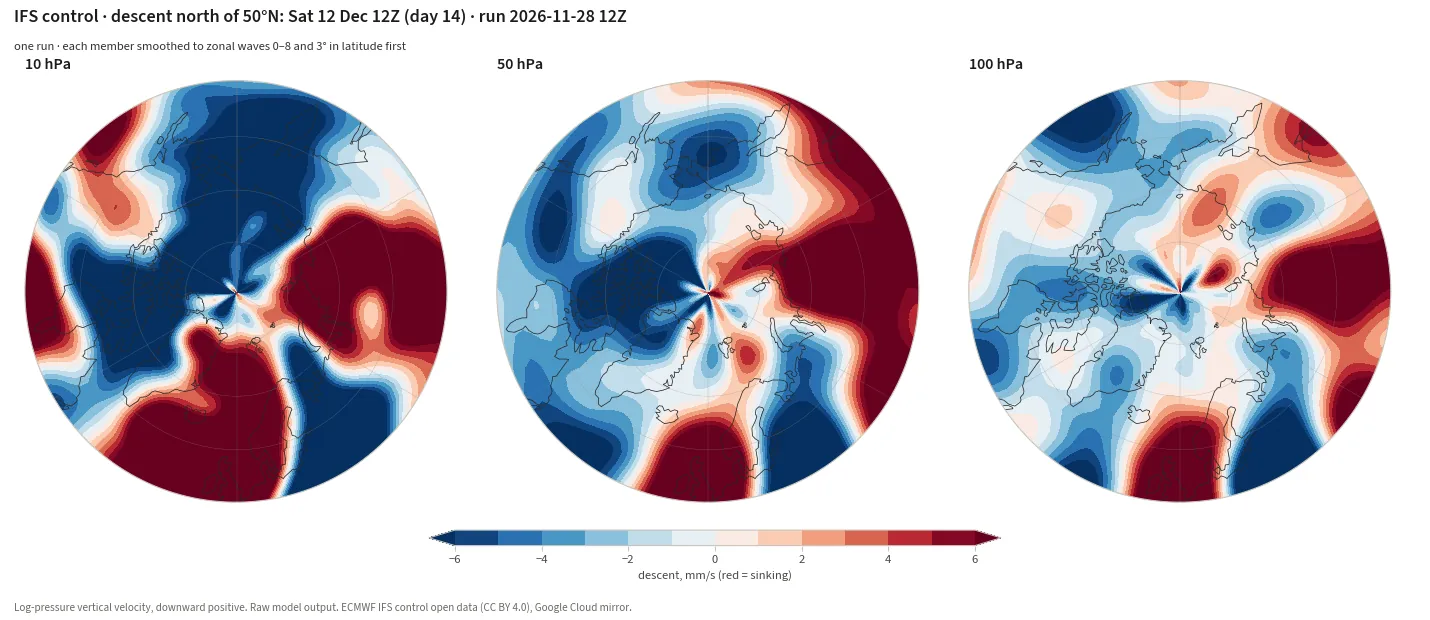 IFS control · descent north of 50°N: Sat 12 Dec 12Z (day 14) · run 2026-11-28 12Z
one run · each member smoothed to zonal waves 0–8 and 3° in latitude first
10 hPa
50 hPa
100 hPa
−6
−4
−2
0
2
4
6
descent, mm/s (red = sinking)
Log-pressure vertical velocity, downward positive. Raw model output. ECMWF IFS control open data (CC BY 4.0), Google Cloud mirror.